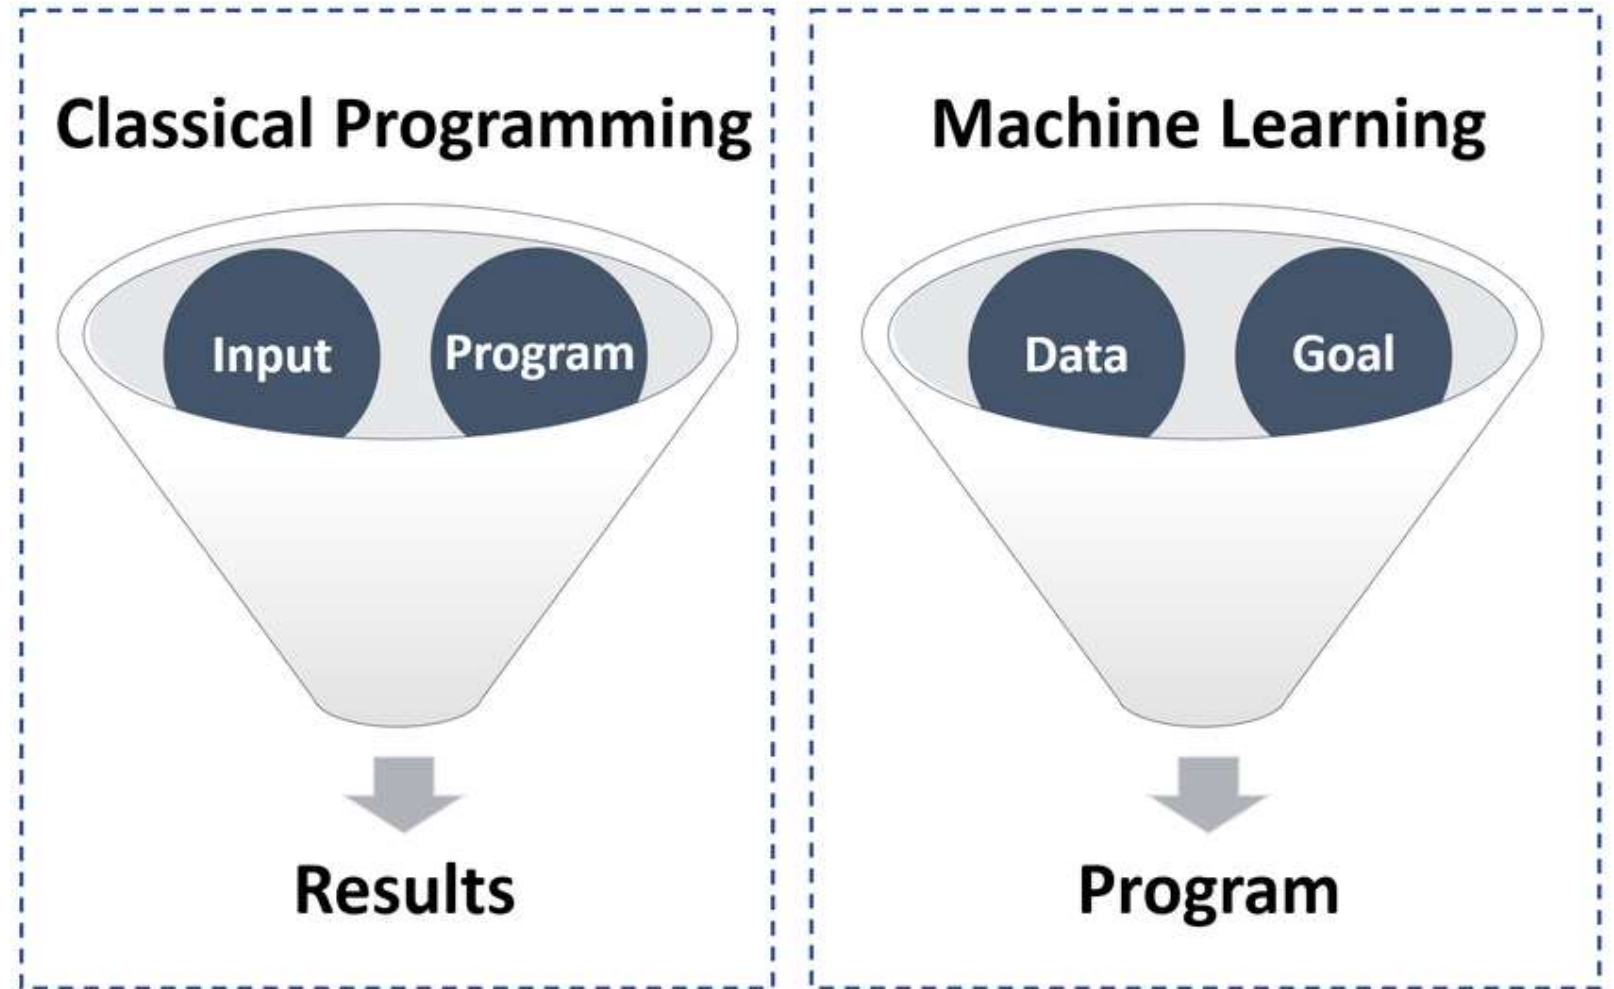 Classical Programming
Input
Program
Results
Machine Learning
Data
Goal
Program